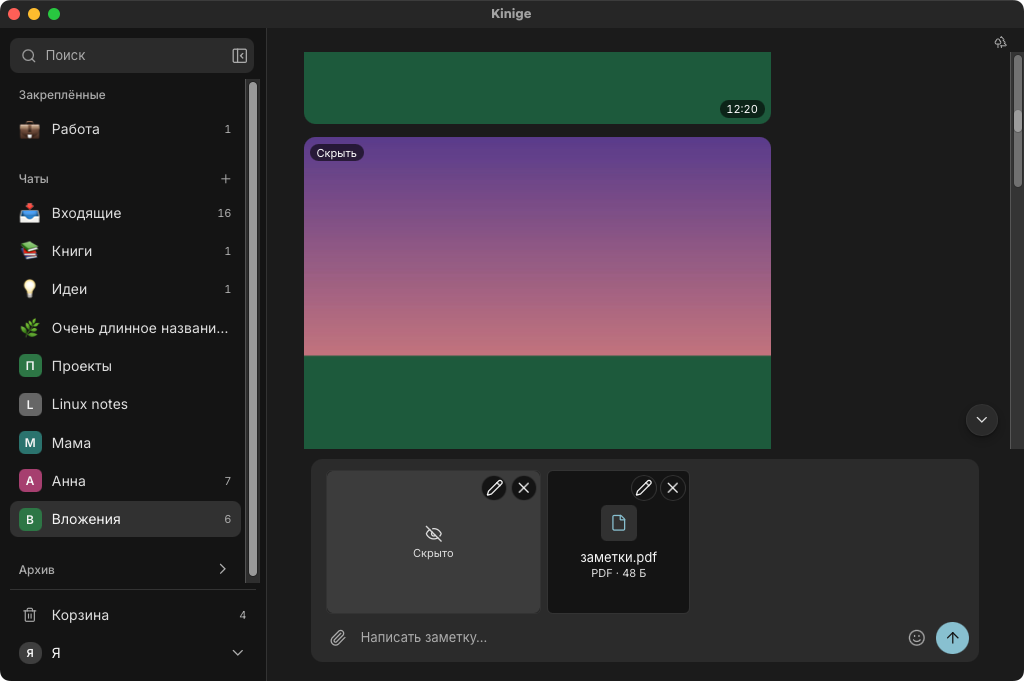 Kinige
Поиск
Закреплённые
Работа 1
Чаты
Входящие 16
Книги 1
Идеи 1
Очень длинное названи...
П Проекты
L Linux notes
М Мама
А Анна 7
В Вложения 6
Архив
Корзина 4
Я Я
12:20
Скрыть
Скрыто
заметки.pdf
PDF · 48 Б
Написать заметку...